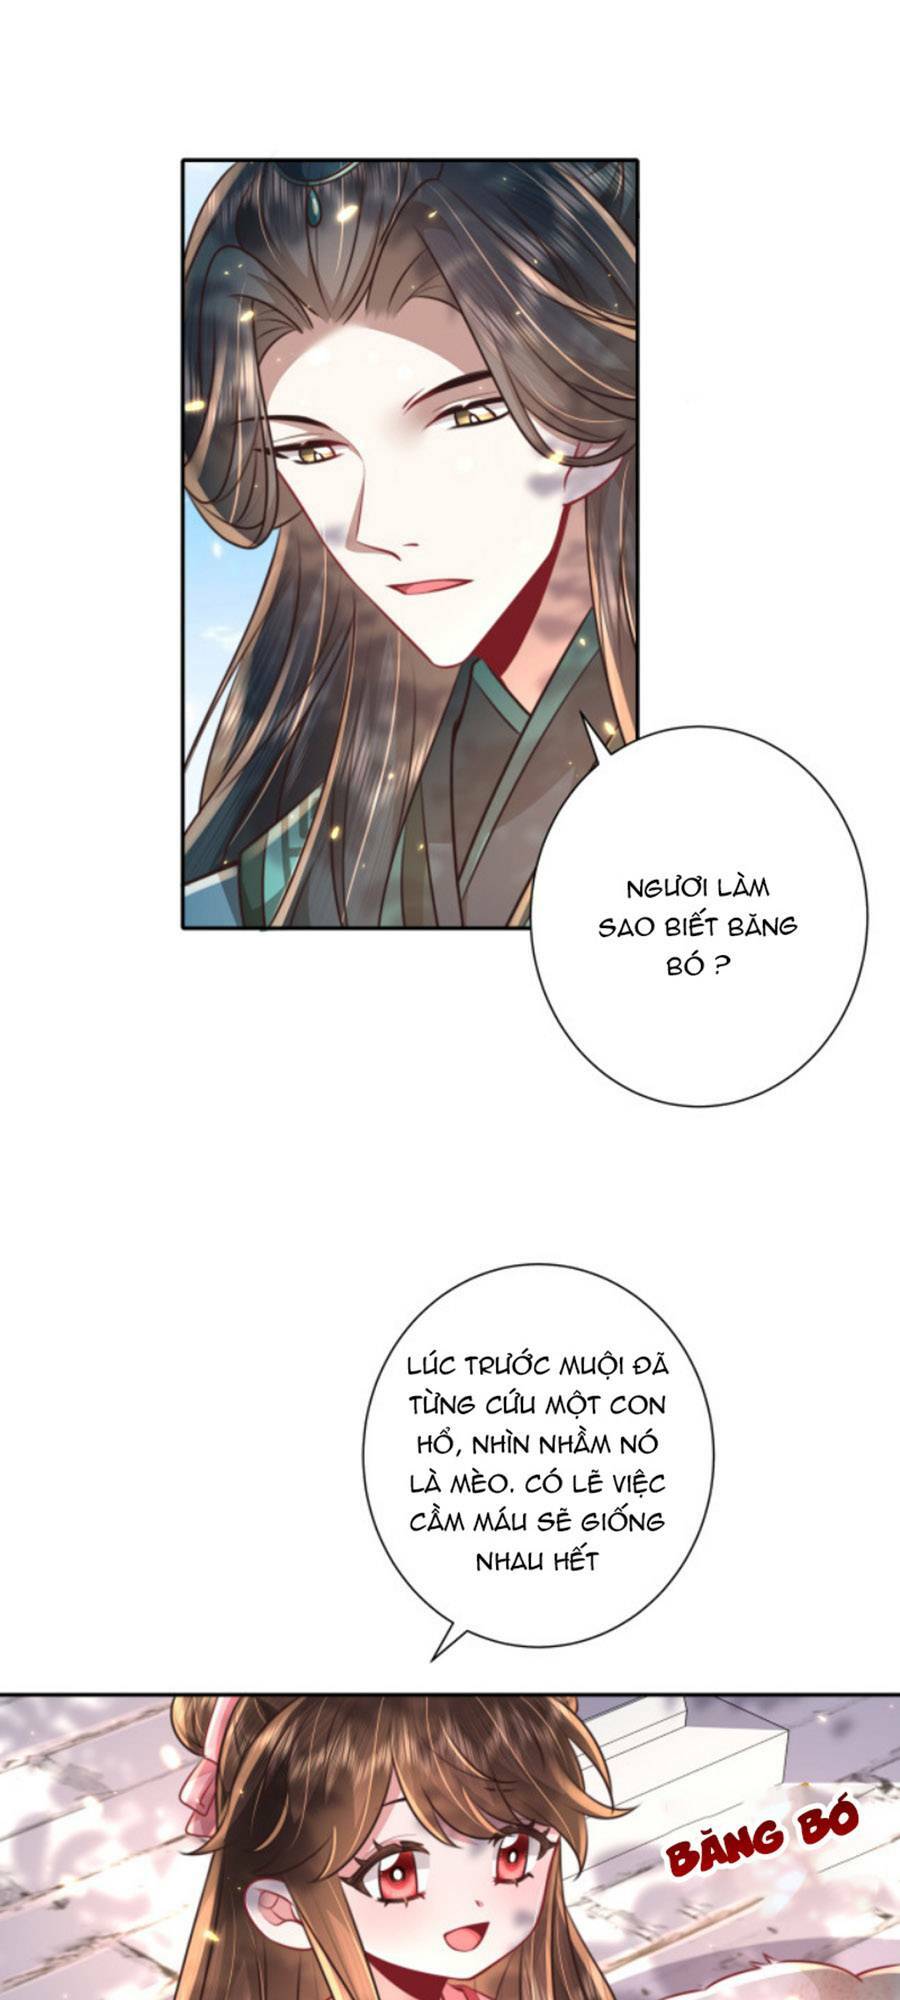 NGƯƠI LÀM
SAO BIẾT BĂNG
BÓ ?
LÚC TRƯỚC MUỘI ĐÃ
TỪNG CỨU MỘT CON
HỔ, NHÌN NHẦM NÓ
LÀ MÈO. CÓ LẼ VIỆC
CẦM MÁU SẼ GIỐNG
NHAU HẾT
BĂNG BÓ